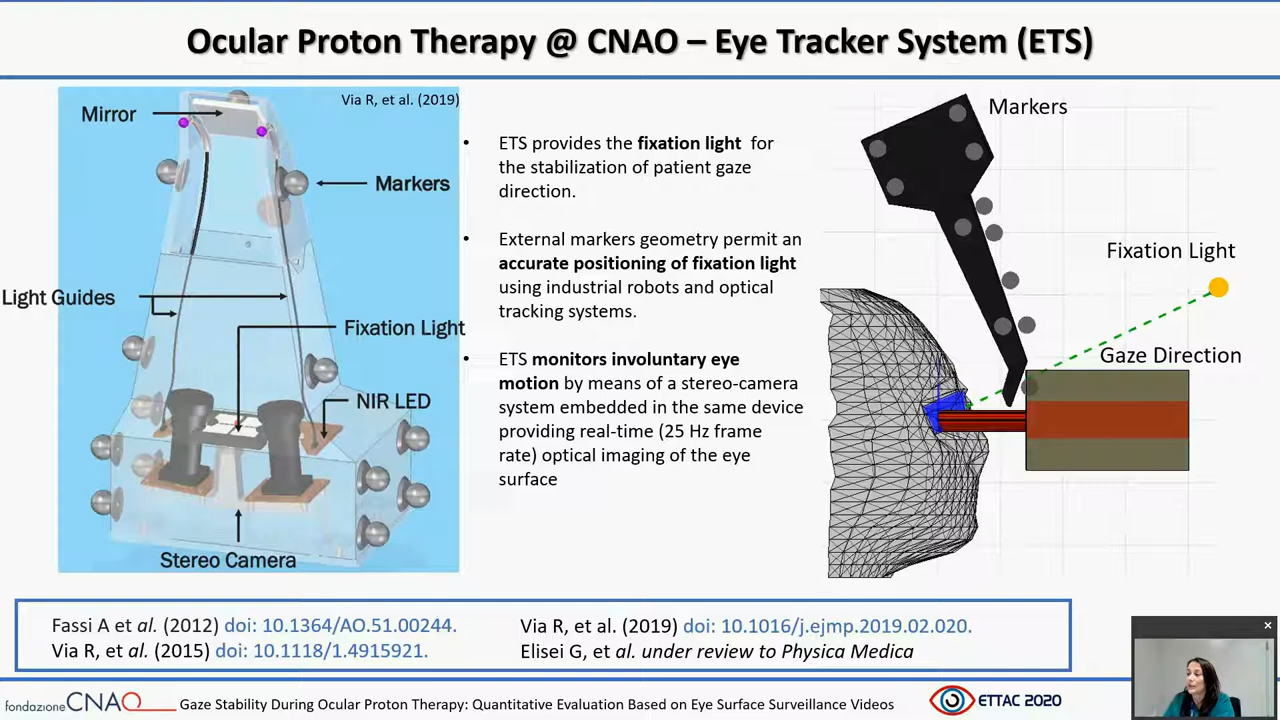 Ocular Proton Therapy @ CNAO – Eye Tracker System (ETS)
Via R, et al. (2019)
Mirror
Markers
Light Guides
Fixation Light
NIR LED
Stereo Camera
• ETS provides the fixation light for
the stabilization of patient gaze
direction.
• External markers geometry permit an
accurate positioning of fixation light
using industrial robots and optical
tracking systems.
• ETS monitors involuntary eye
motion by means of a stereo-camera
system embedded in the same device
providing real-time (25 Hz frame
rate) optical imaging of the eye
surface
Markers
Fixation Light
Gaze Direction
Fassi A et al. (2012) doi: 10.1364/AO.51.00244.
Via R, et al. (2015) doi: 10.1118/1.4915921.
Via R, et al. (2019) doi: 10.1016/j.ejmp.2019.02.020.
Elisei G, et al. under review to Physica Medica
fondazione CNAO
Gaze Stability During Ocular Proton Therapy: Quantitative Evaluation Based on Eye Surface Surveillance Videos
ETTAC 2020